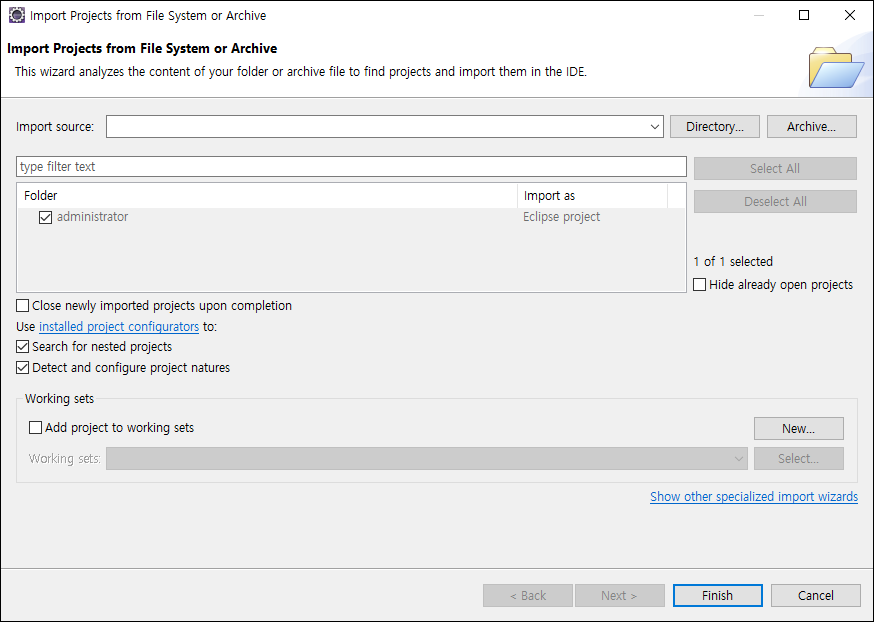 Import Projects from File System or Archive
Import Projects from File System or Archive
This wizard analyzes the content of your folder or archive file to find projects and import them in the IDE.
Import source: Directory... Archive...
type filter text Select All
Folder Import as Deselect All
administrator Eclipse project
1 of 1 selected
Hide already open projects
Close newly imported projects upon completion
Use installed project configurators to:
Search for nested projects
Detect and configure project natures
Working sets
Add project to working sets New...
Working sets: Select...
Show other specialized import wizards
< Back Next > Finish Cancel